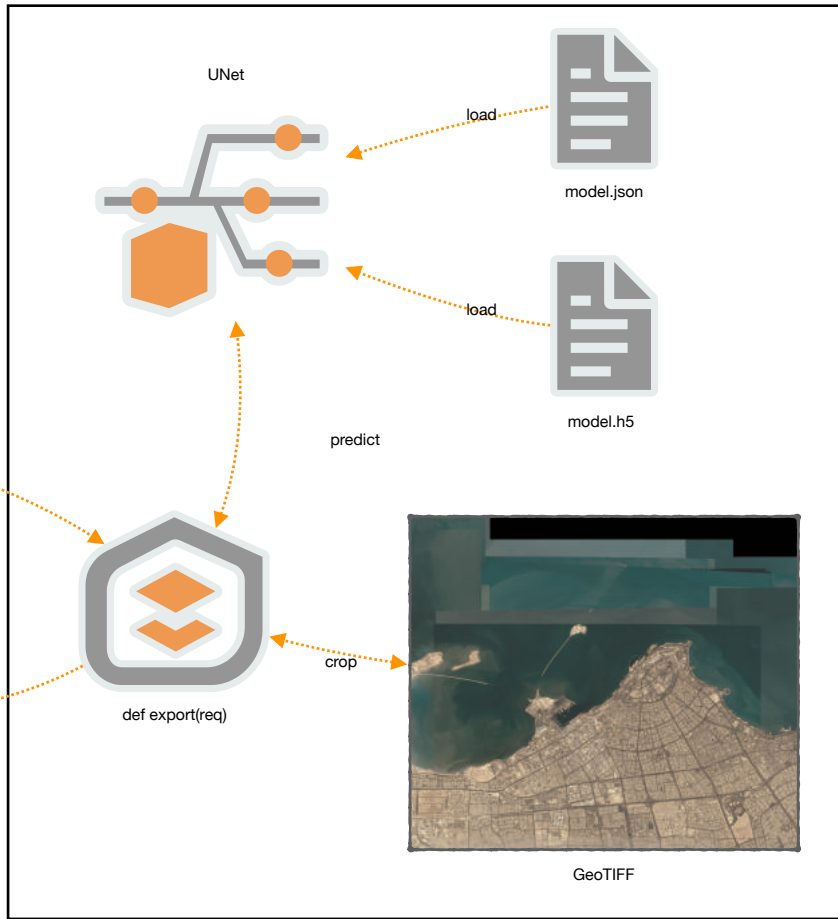 UNet
load
model.json
load
model.h5
predict
crop
def export(req)
GeoTIFF